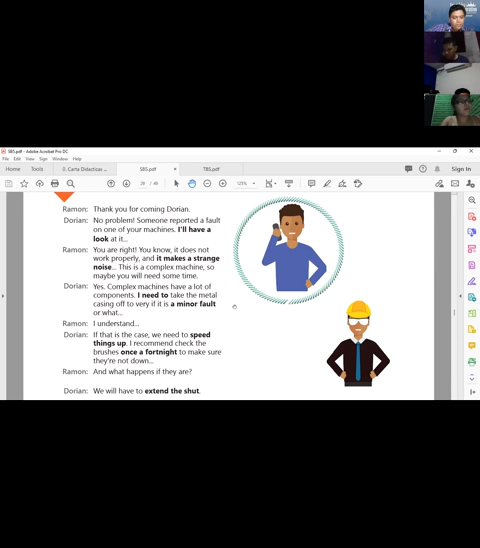 SB5.pdf - Adobe Acrobat Pro DC
File Edit View Sign Window Help
Home Tools 0. Carta Didacticas ... SB5.pdf × TB5.pdf Sign In
125%
Ramon: Thank you for coming Dorian.
Dorian: No problem! Someone reported a fault
on one of your machines. I'll have a
look at it...
Ramon: You are right! You know, it does not
work properly, and it makes a strange
noise... This is a complex machine, so
maybe you will need some time.
Dorian: Yes. Complex machines have a lot of
components. I need to take the metal
casing off to very if it is a minor fault
or what...
Ramon: I understand...
Dorian: If that is the case, we need to speed
things up. I recommend check the
brushes once a fortnight to make sure
they're not down...
Ramon: And what happens if they are?
Dorian: We will have to extend the shut.